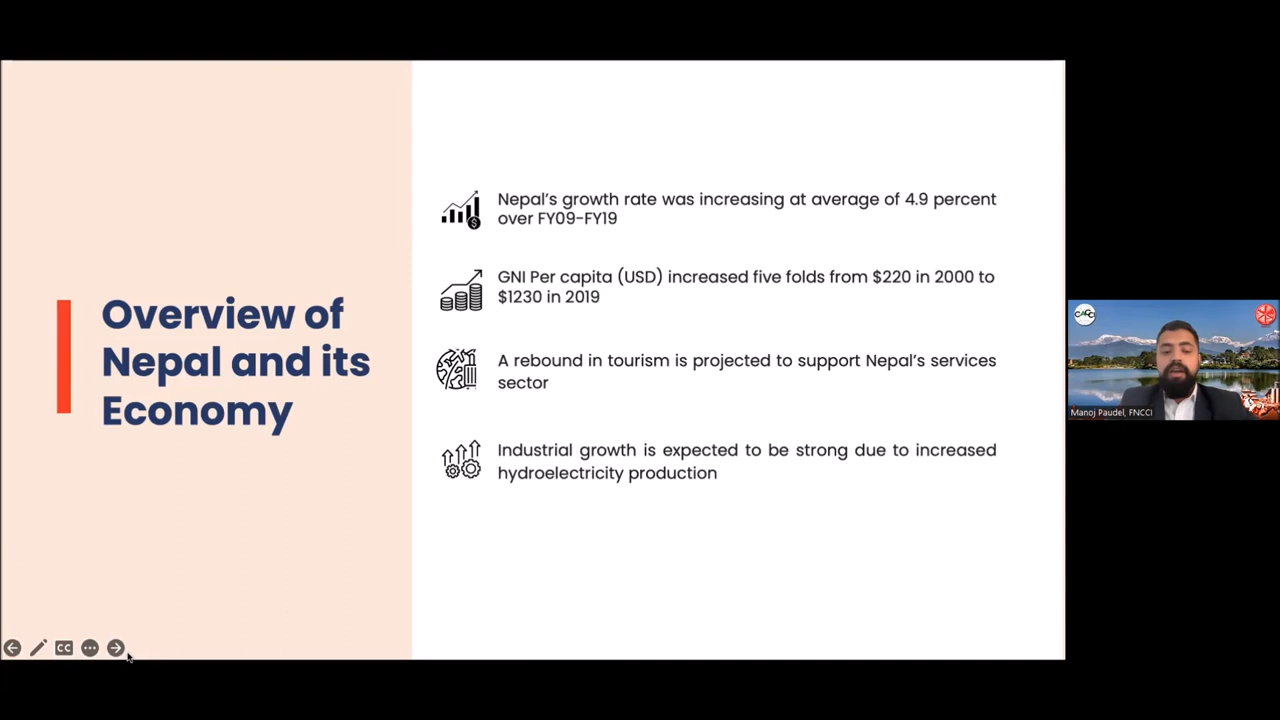 Overview of
Nepal and its
Economy
Nepal's growth rate was increasing at average of 4.9 percent
over FY09-FY19
GNI Per capita (USD) increased five folds from $220 in 2000 to
$1230 in 2019
A rebound in tourism is projected to support Nepal's services
sector
Industrial growth is expected to be strong due to increased
hydroelectricity production
CC
CACCI
Manoj Paudel, FNCCI